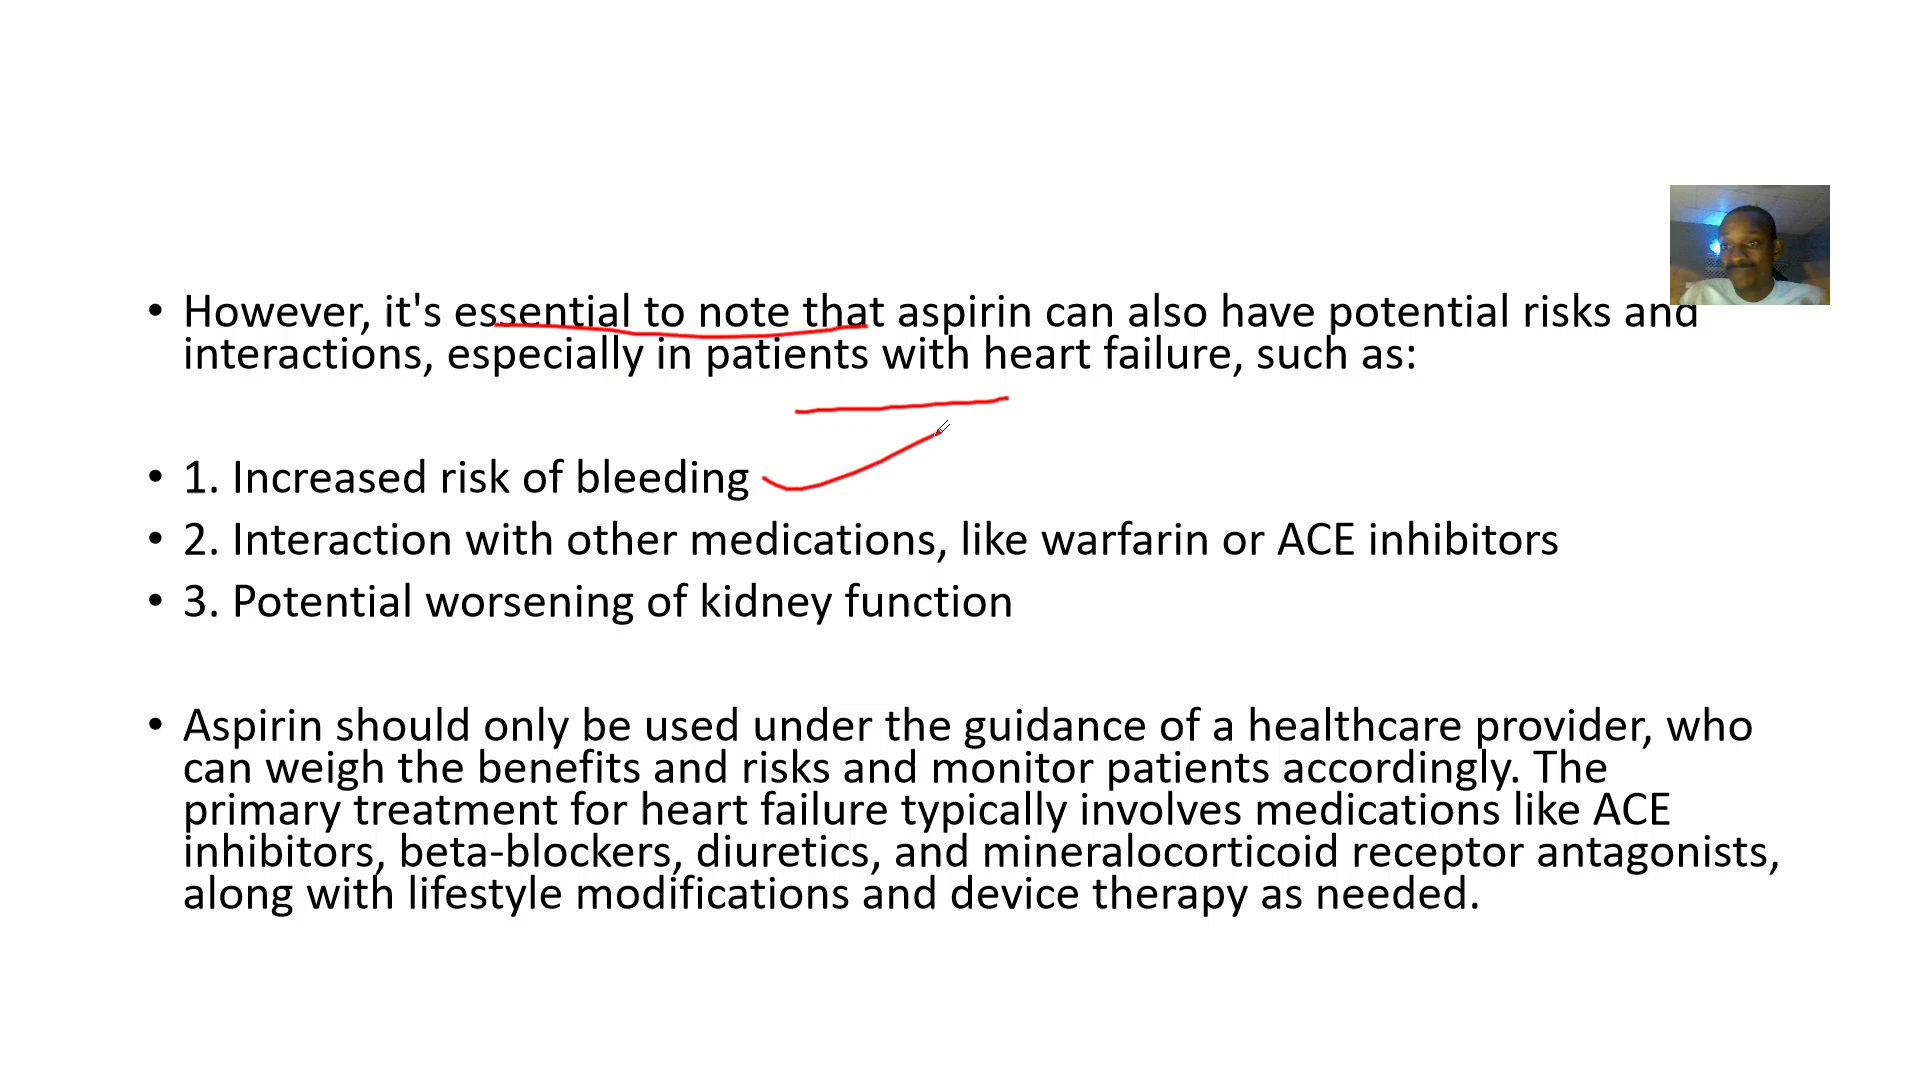 • However, it's essential to note that aspirin can also have potential risks and
interactions, especially in patients with heart failure, such as:
• 1. Increased risk of bleeding
• 2. Interaction with other medications, like warfarin or ACE inhibitors
• 3. Potential worsening of kidney function
• Aspirin should only be used under the guidance of a healthcare provider, who
can weigh the benefits and risks and monitor patients accordingly. The
primary treatment for heart failure typically involves medications like ACE
inhibitors, beta-blockers, diuretics, and mineralocorticoid receptor antagonists,
along with lifestyle modifications and device therapy as needed.